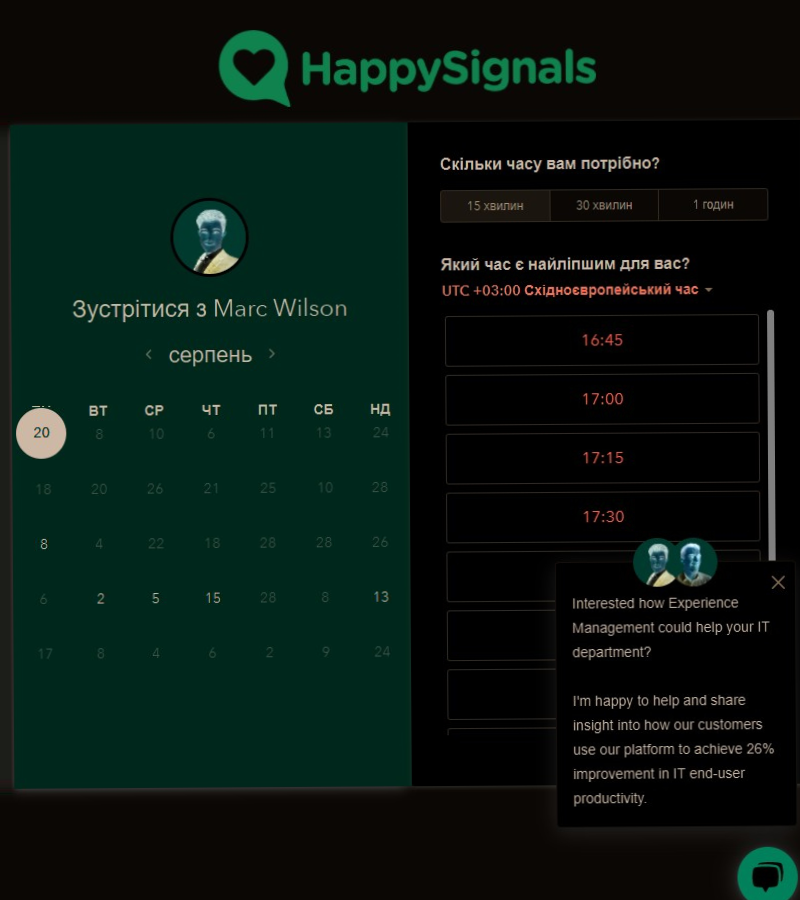 HappySignals
Зустрітися з Marc Wilson
серпень
ВТ СР ЧТ ПТ СБ НД
20 8 10 6 11 13 24
18 20 26 21 25 10 28
8 4 22 18 28 28 26
6 2 5 15 28 8 13
17 8 4 6 2 9 24
Скільки часу вам потрібно?
15 хвилин 30 хвилин 1 годин
Який час є найліпшим для вас?
UTC +03:00 Східноєвропейський час
16:45
17:00
17:15
17:30
Interested how Experience
Management could help your IT
department?
I'm happy to help and share
insight into how our customers
use our platform to achieve 26%
improvement in IT end-user
productivity.